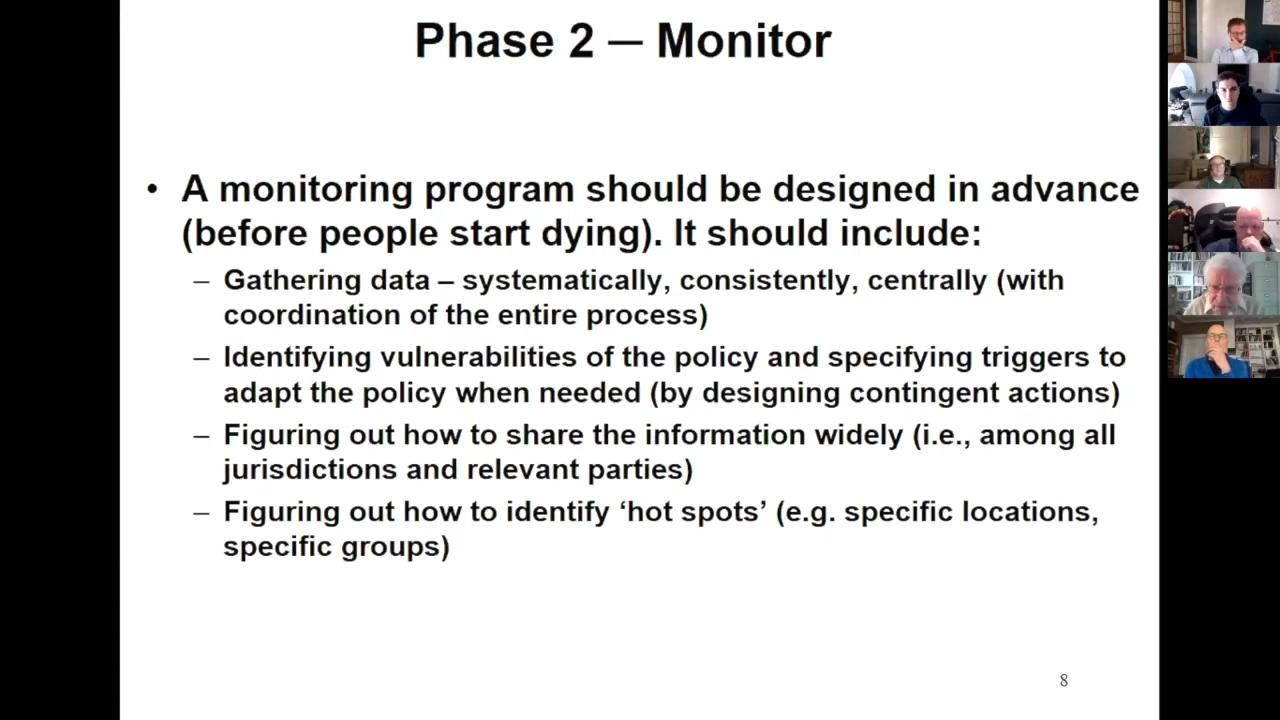 Phase 2 — Monitor
• A monitoring program should be designed in advance
(before people start dying). It should include:
– Gathering data – systematically, consistently, centrally (with
coordination of the entire process)
– Identifying vulnerabilities of the policy and specifying triggers to
adapt the policy when needed (by designing contingent actions)
– Figuring out how to share the information widely (i.e., among all
jurisdictions and relevant parties)
– Figuring out how to identify ‘hot spots’ (e.g. specific locations,
specific groups)
8